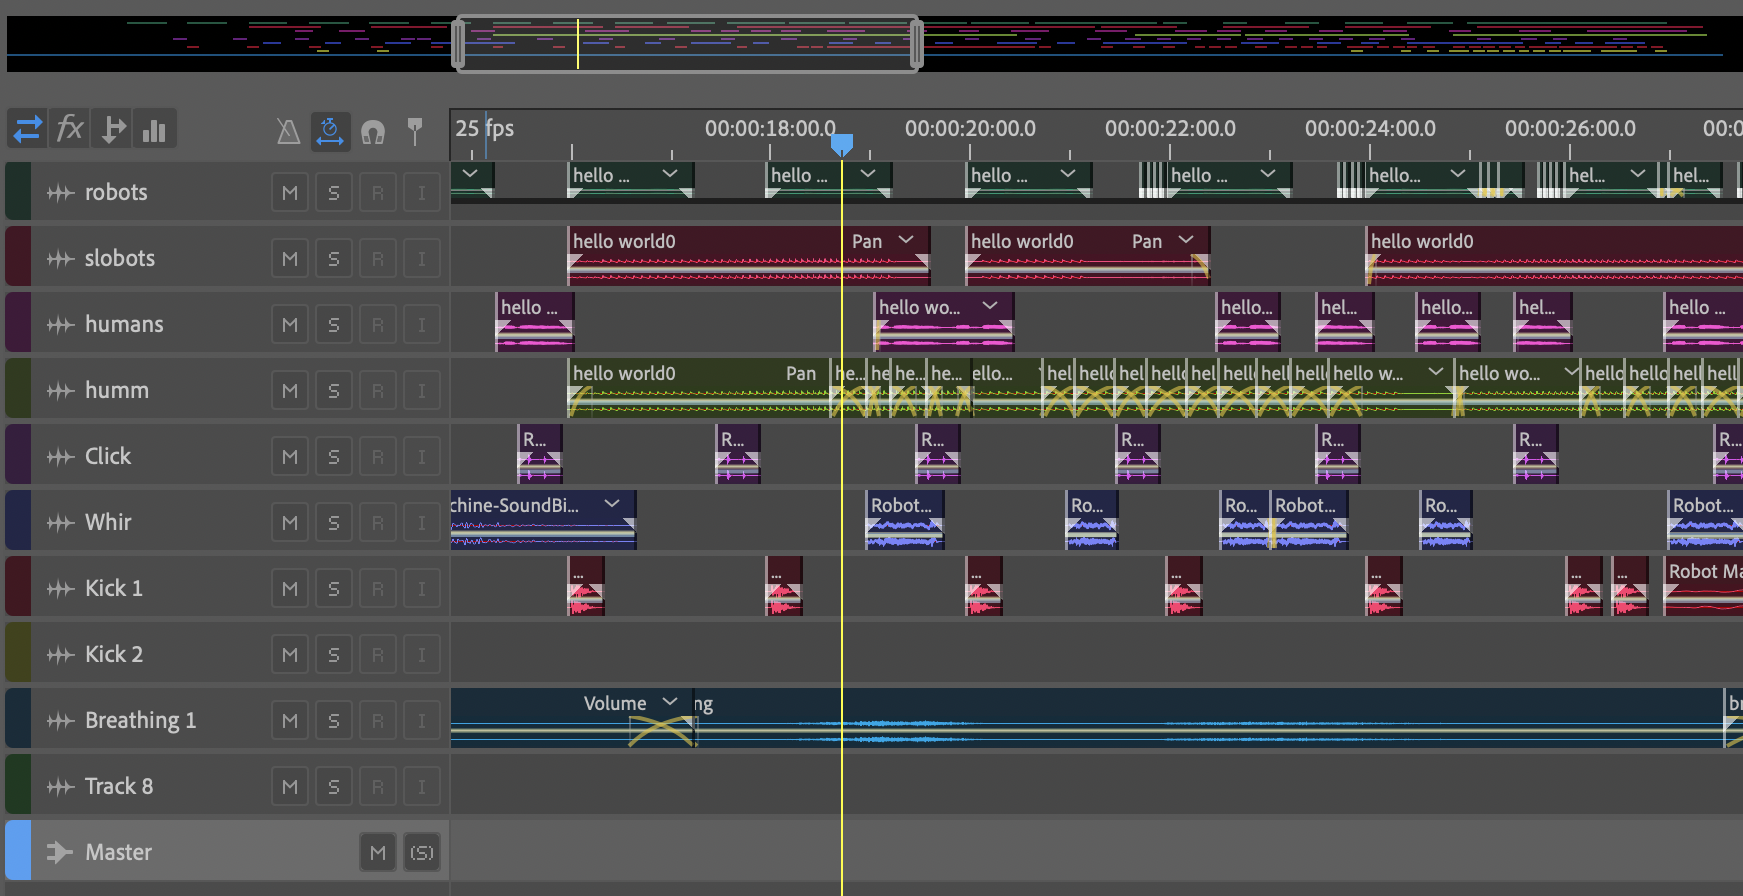 fx
25 fps 00:00:18:00.0 00:00:20:00.0 00:00:22:00.0 00:00:24:00.0 00:00:26:00.0 00:0
robots M S R I hello ... hello ... hello ... hello ... hello... hel... hel...
slobots M S R I hello world0 Pan hello world0 Pan hello world0
humans M S R I hello ... hello wo... hello... hel... hello... hel... hello ...
humm M S R I hello world0 Pan he... he he... he... ello... hel hello hel hello hel hello hel hello hello w... hello wo... hello hello hell hell
Click M S R I R... R... R... R... R... R... R...
Whir M S R I chine-SoundBi... Robot... Ro... Ro... Robot... Ro... Robot...
Kick 1 M S R I ... ... ... ... ... ... ... Robot Ma
Kick 2 M S R I
Breathing 1 M S R I Volume ng br
Track 8 M S R I
Master M (S)